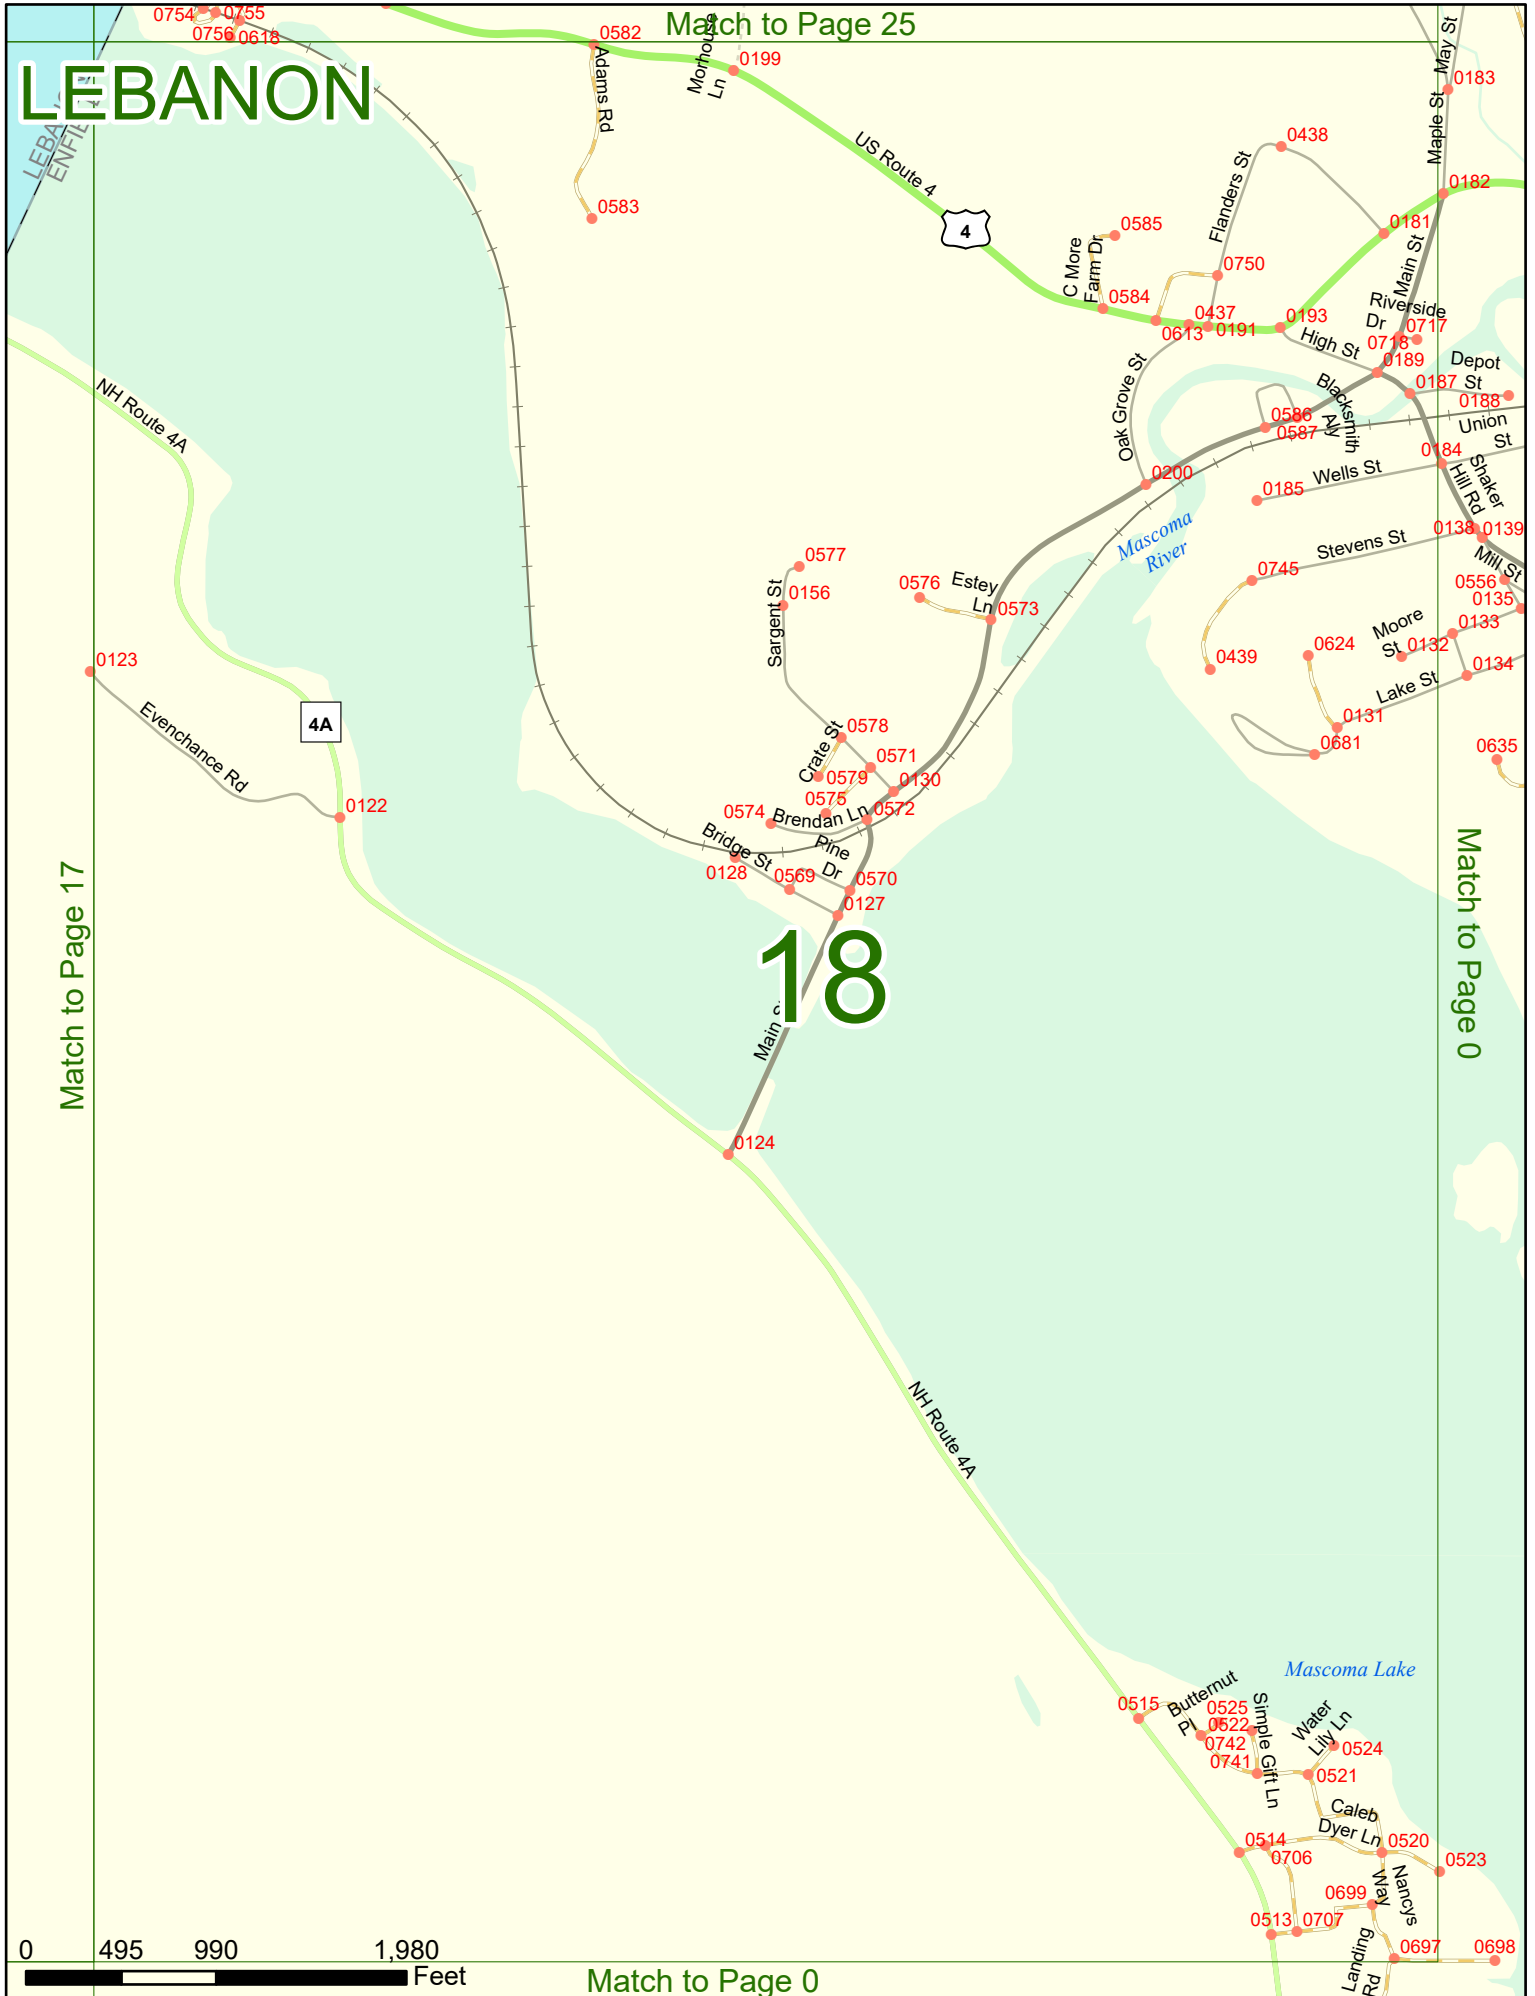 Match to Page 25
0754
0755
0756
0618
LEBANON
LEBANON
ENFIELD
0582
Adams Rd
0583
Morhouse
Ln
0199
US Route 4
4
May St
0183
Maple St
0438
0182
Flanders St
0181
0585
C More
Farm Dr
0584
0750
Main St
Riverside
Dr
0717
0718
0437
0613
0191
0193
High St
0189
Depot
St
0187
0188
Blacksmith
Aly
0586
0587
Union
St
Oak Grove St
0200
0184
Wells St
0185
Shaker
Hill Rd
NH Route 4A
Mascoma
River
0138
0139
Stevens St
0745
Mill St
0556
0135
0577
0156
Sargent St
0576
Estey
Ln
0573
Moore
St
0132
0133
0134
0439
0624
Lake St
0131
0681
0635
0123
Evenchance Rd
4A
0122
0578
Crate St
0579
0571
0130
0575
0574
Brendan Ln
0572
Bridge St
Pine
Dr
0128
0569
0570
0127
18
Main St
Match to Page 17
Match to Page 0
0124
NH Route 4A
Mascoma Lake
0515
Butternut
Pl
0525
0522
0742
0741
Simple Gift Ln
Water
Lily Ln
0524
0521
Caleb
Dyer Ln
0514
0706
0520
0523
Nancys
Way
0699
0513
0707
Landing
Rd
0697
0698
0
495
990
1,980
Feet
Match to Page 0